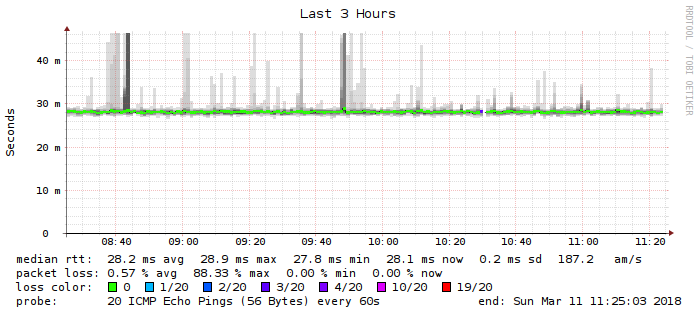 Last 3 Hours
RRDTOOL / TOBI OETIKER
Seconds
40 m
30 m
20 m
10 m
0
08:40 09:00 09:20 09:40 10:00 10:20 10:40 11:00 11:20
median rtt: 28.2 ms avg 28.9 ms max 27.8 ms min 28.1 ms now 0.2 ms sd 187.2 am/s
packet loss: 0.57 % avg 88.33 % max 0.00 % min 0.00 % now
loss color: 0 1/20 2/20 3/20 4/20 10/20 19/20
probe: 20 ICMP Echo Pings (56 Bytes) every 60s end: Sun Mar 11 11:25:03 2018